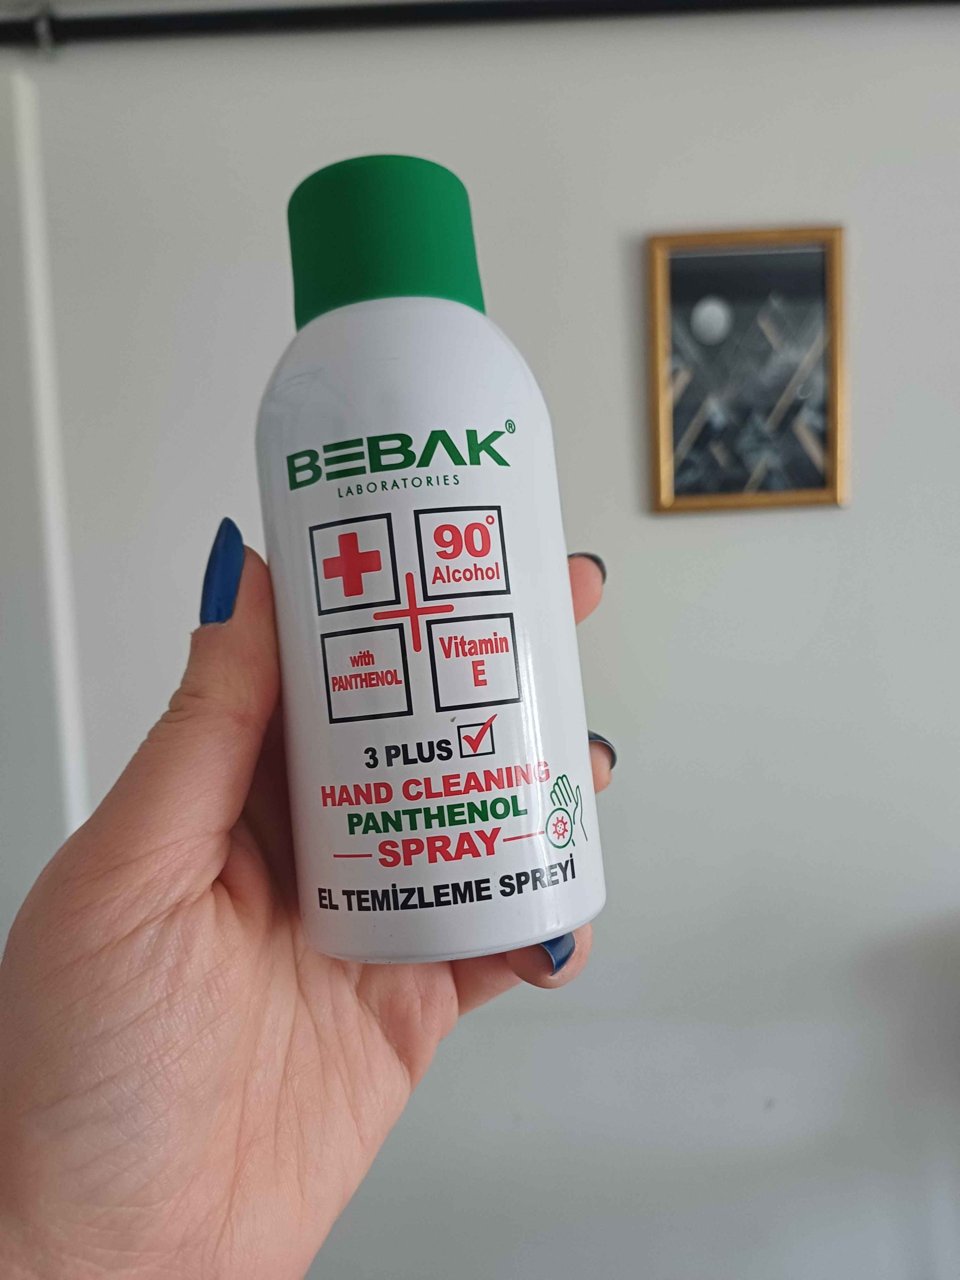 BEBAK®
LABORATORIES
90°
Alcohol
with
PANTHENOL
Vitamin
E
3 PLUS
HAND CLEANING
PANTHENOL
SPRAY
EL TEMİZLEME SPREYİ